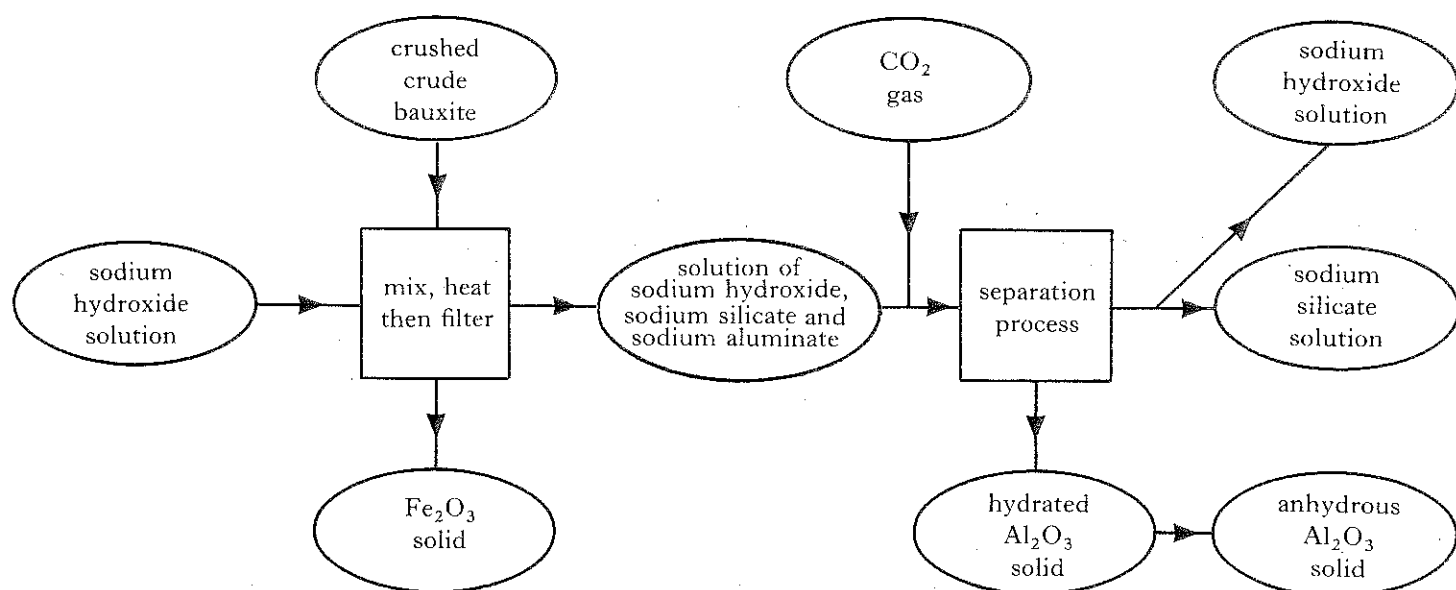 crushed
crude
bauxite
CO₂
gas
sodium
hydroxide
solution
sodium
hydroxide
solution
mix, heat
then filter
solution of
sodium hydroxide,
sodium silicate and
sodium aluminate
separation
process
sodium
silicate
solution
Fe₂O₃
solid
hydrated
Al₂O₃
solid
anhydrous
Al₂O₃
solid